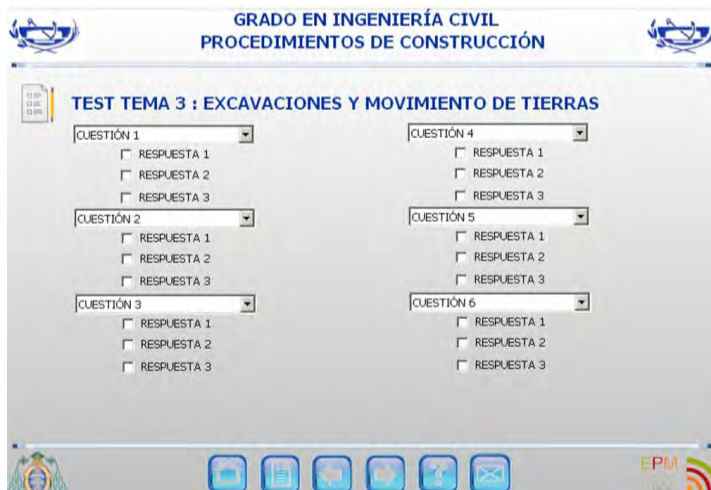 GRADO EN INGENIERÍA CIVIL
PROCEDIMIENTOS DE CONSTRUCCIÓN
TEST TEMA 3 : EXCAVACIONES Y MOVIMIENTO DE TIERRAS
CUESTIÓN 1
RESPUESTA 1
RESPUESTA 2
RESPUESTA 3
CUESTIÓN 2
RESPUESTA 1
RESPUESTA 2
RESPUESTA 3
CUESTIÓN 3
RESPUESTA 1
RESPUESTA 2
RESPUESTA 3
CUESTIÓN 4
RESPUESTA 1
RESPUESTA 2
RESPUESTA 3
CUESTIÓN 5
RESPUESTA 1
RESPUESTA 2
RESPUESTA 3
CUESTIÓN 6
RESPUESTA 1
RESPUESTA 2
RESPUESTA 3
?
EPM